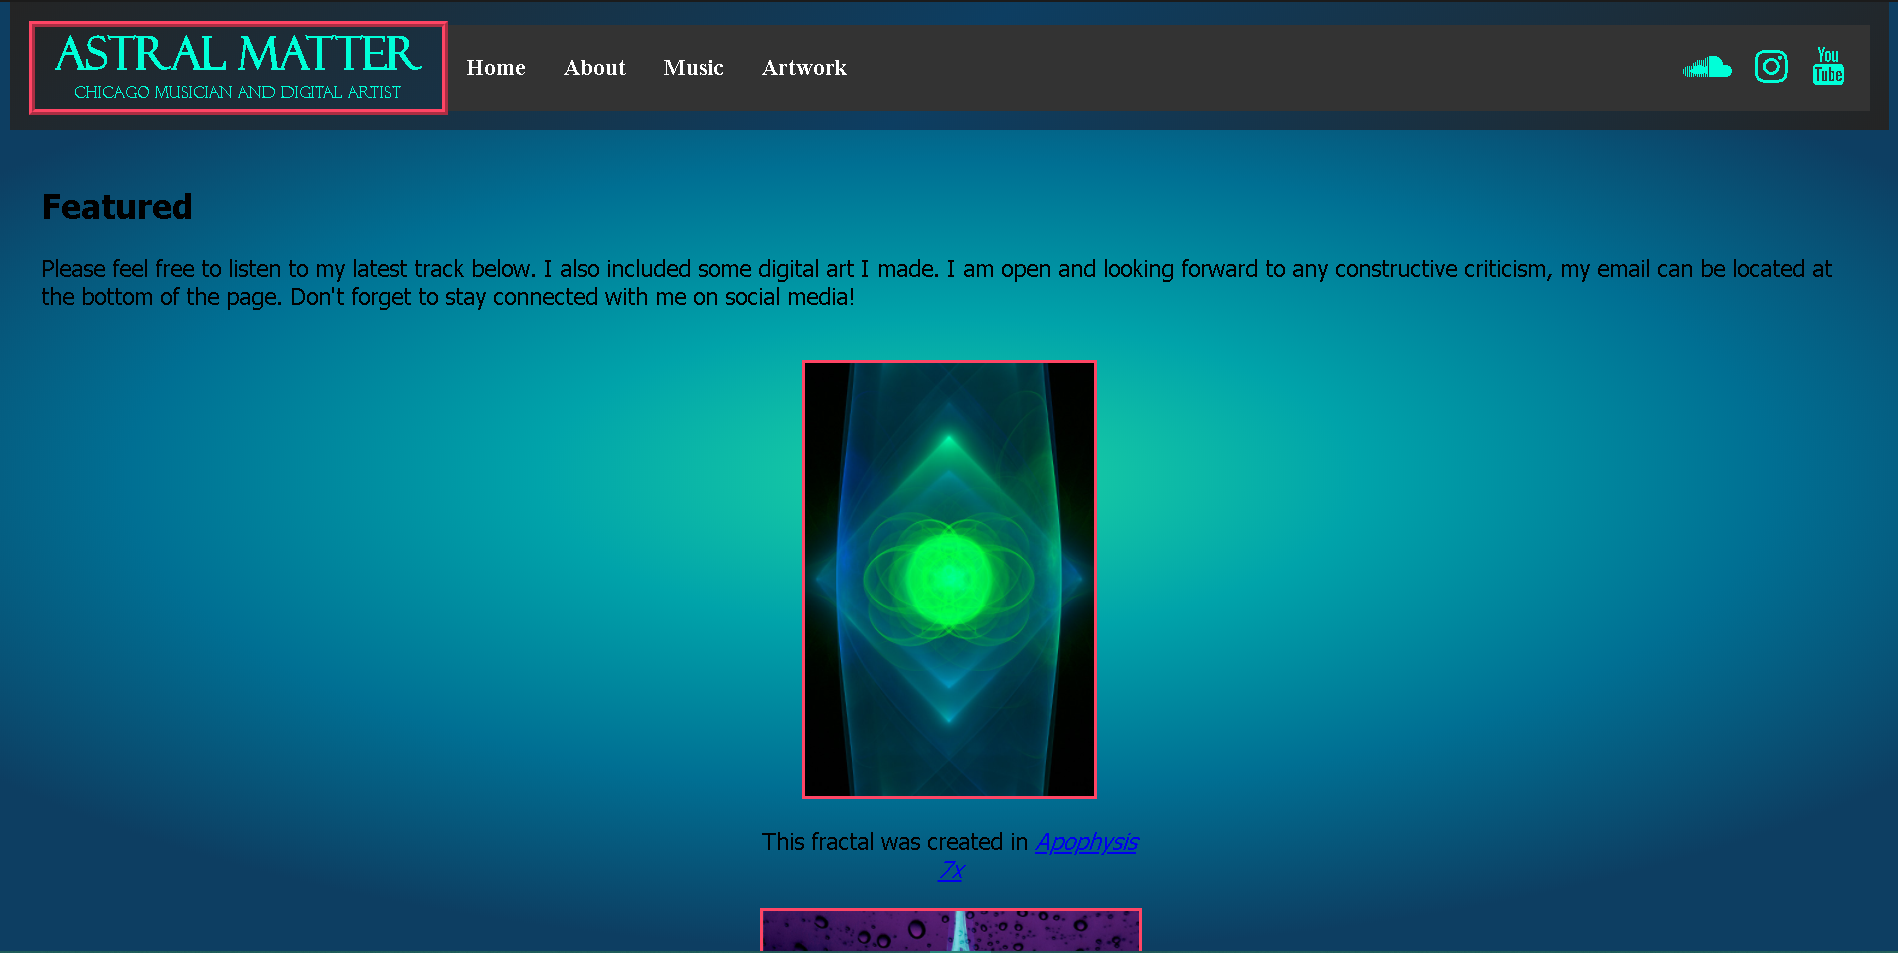 ASTRAL MATTER
CHICAGO MUSICIAN AND DIGITAL ARTIST
Home About Music Artwork
You
Tube
Featured
Please feel free to listen to my latest track below. I also included some digital art I made. I am open and looking forward to any constructive criticism, my email can be located at
the bottom of the page. Don't forget to stay connected with me on social media!
This fractal was created in Apophysis
7x